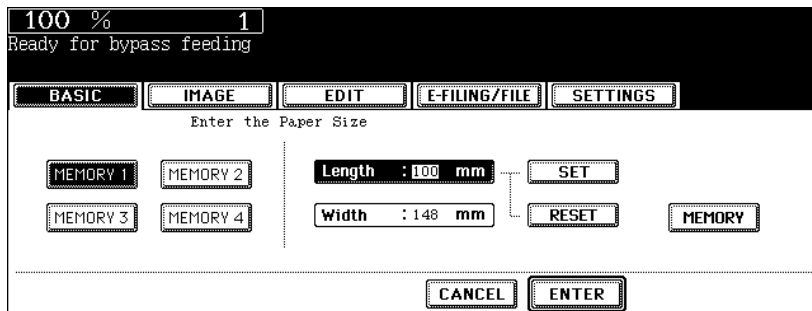 100 % 1
Ready for bypass feeding
BASIC IMAGE EDIT E-FILING/FILE SETTINGS
Enter the Paper Size
MEMORY 1 MEMORY 2 Length : 100 mm SET
MEMORY 3 MEMORY 4 Width : 148 mm RESET MEMORY
CANCEL ENTER